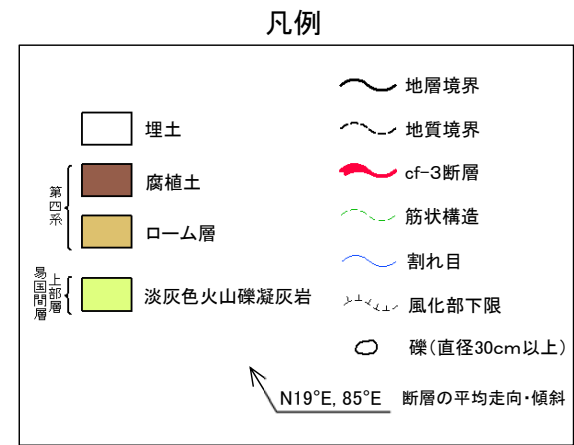 凡例
埋土
第四系
腐植土
ローム層
易国間層
上部層
淡灰色火山礫凝灰岩
地層境界
地質境界
cf-3断層
筋状構造
割れ目
風化部下限
礫(直径30cm以上)
N19°E, 85°E 断層の平均走向・傾斜